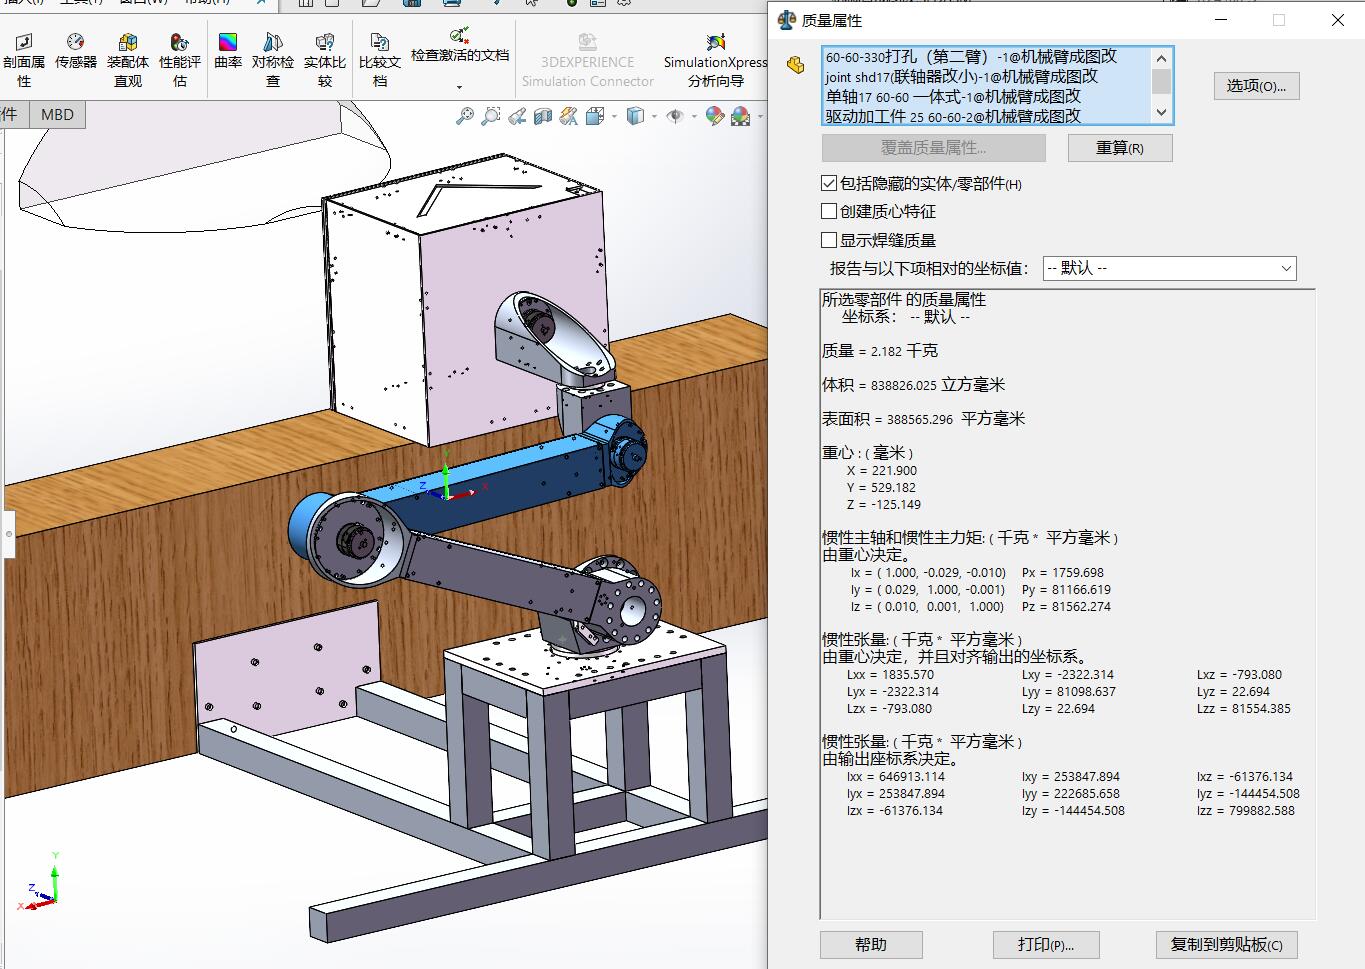 插入(I) 工具(T) 窗口(W) 帮助(H)
剖面属性
传感器
装配体直观
性能评估
曲率
对称检查
实体比较
比较文档
检查激活的文档
3DEXPERIENCE
Simulation Connector
SimulationXpress
分析向导
件 MBD
质量属性
60-60-330打孔（第二臂）-1@机械臂成图改
joint shd17(联轴器改小)-1@机械臂成图改
单轴17 60-60 一体式-1@机械臂成图改
驱动加工件 25 60-60-2@机械臂成图改
选项(O)...
覆盖质量属性...
重算(R)
包括隐藏的实体/零部件(H)
创建质心特征
显示焊缝质量
报告与以下项相对的坐标值： -- 默认 --
所选零部件 的质量属性
坐标系： -- 默认 --
质量 = 2.182 千克
体积 = 838826.025 立方毫米
表面积 = 388565.296 平方毫米
重心 : ( 毫米 )
X = 221.900
Y = 529.182
Z = -125.149
惯性主轴和惯性主力矩: ( 千克 * 平方毫米 )
由重心决定。
Ix = ( 1.000, -0.029, -0.010) Px = 1759.698
Iy = ( 0.029, 1.000, -0.001) Py = 81166.619
Iz = ( 0.010, 0.001, 1.000) Pz = 81562.274
惯性张量: ( 千克 * 平方毫米 )
由重心决定，并且对齐输出的坐标系。
Lxx = 1835.570 Lxy = -2322.314 Lxz = -793.080
Lyx = -2322.314 Lyy = 81098.637 Lyz = 22.694
Lzx = -793.080 Lzy = 22.694 Lzz = 81554.385
惯性张量: ( 千克 * 平方毫米 )
由输出座标系决定。
Ixx = 646913.114 Ixy = 253847.894 Ixz = -61376.134
Iyx = 253847.894 Iyy = 222685.658 Iyz = -144454.508
Izx = -61376.134 Izy = -144454.508 Izz = 799882.588
Y
Z
X
Y
Z
X
帮助
打印(P)...
复制到剪贴板(C)